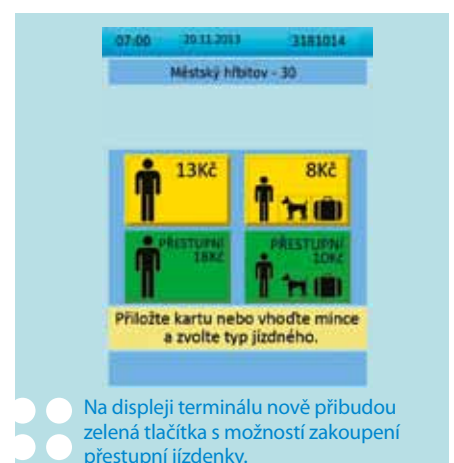 07:00 20.11.2013 3181014
Městský hřbitov - 30
13Kč 8Kč
PŘESTUPNÍ PŘESTUPNÍ
18Kč 10Kč
Přiložte kartu nebo vhoďte mince
a zvolte typ jízdného.
Na displeji terminálu nově přibudou
zelená tlačítka s možností zakoupení
přestupní jízdenky.